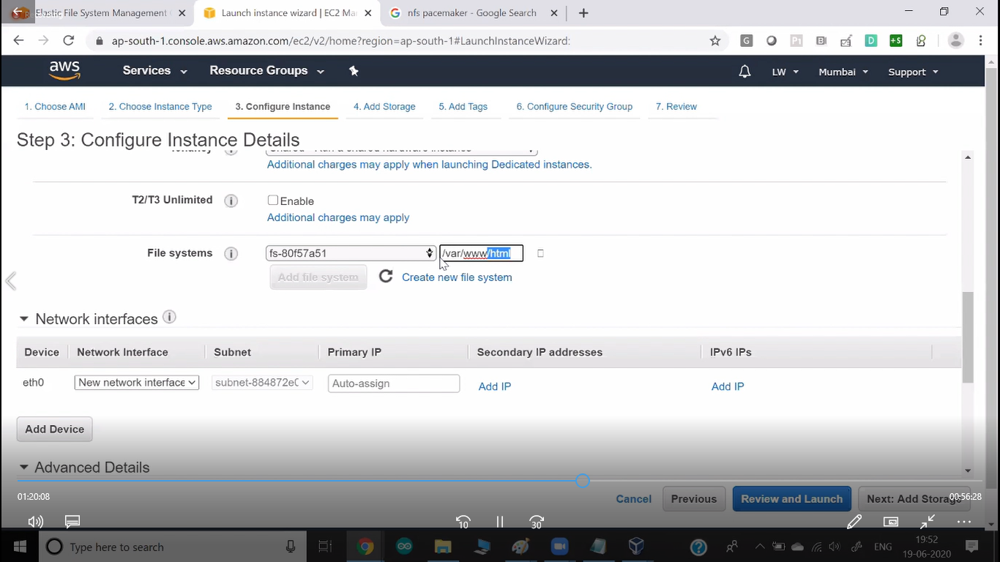 Elastic File System Management
Launch instance wizard | EC2 Ma
nfs pacemaker - Google Search
ap-south-1.console.aws.amazon.com/ec2/v2/home?region=ap-south-1#LaunchInstanceWizard:
aws
Services
Resource Groups
LW
Mumbai
Support
1. Choose AMI
2. Choose Instance Type
3. Configure Instance
4. Add Storage
5. Add Tags
6. Configure Security Group
7. Review
Step 3: Configure Instance Details
Tenancy
Shared - Run a shared hardware instance
Additional charges may apply when launching Dedicated instances.
T2/T3 Unlimited
Enable
Additional charges may apply
File systems
fs-80f57a51
/var/www/html
Add file system
Create new file system
Network interfaces
Device
Network Interface
Subnet
Primary IP
Secondary IP addresses
IPv6 IPs
eth0
New network interface
subnet-884872e0
Auto-assign
Add IP
Add IP
Add Device
Advanced Details
01:20:08
00:56:28
Cancel
Previous
Review and Launch
Next: Add Storage
10
30
Type here to search
ENG
19:52
19-06-2020